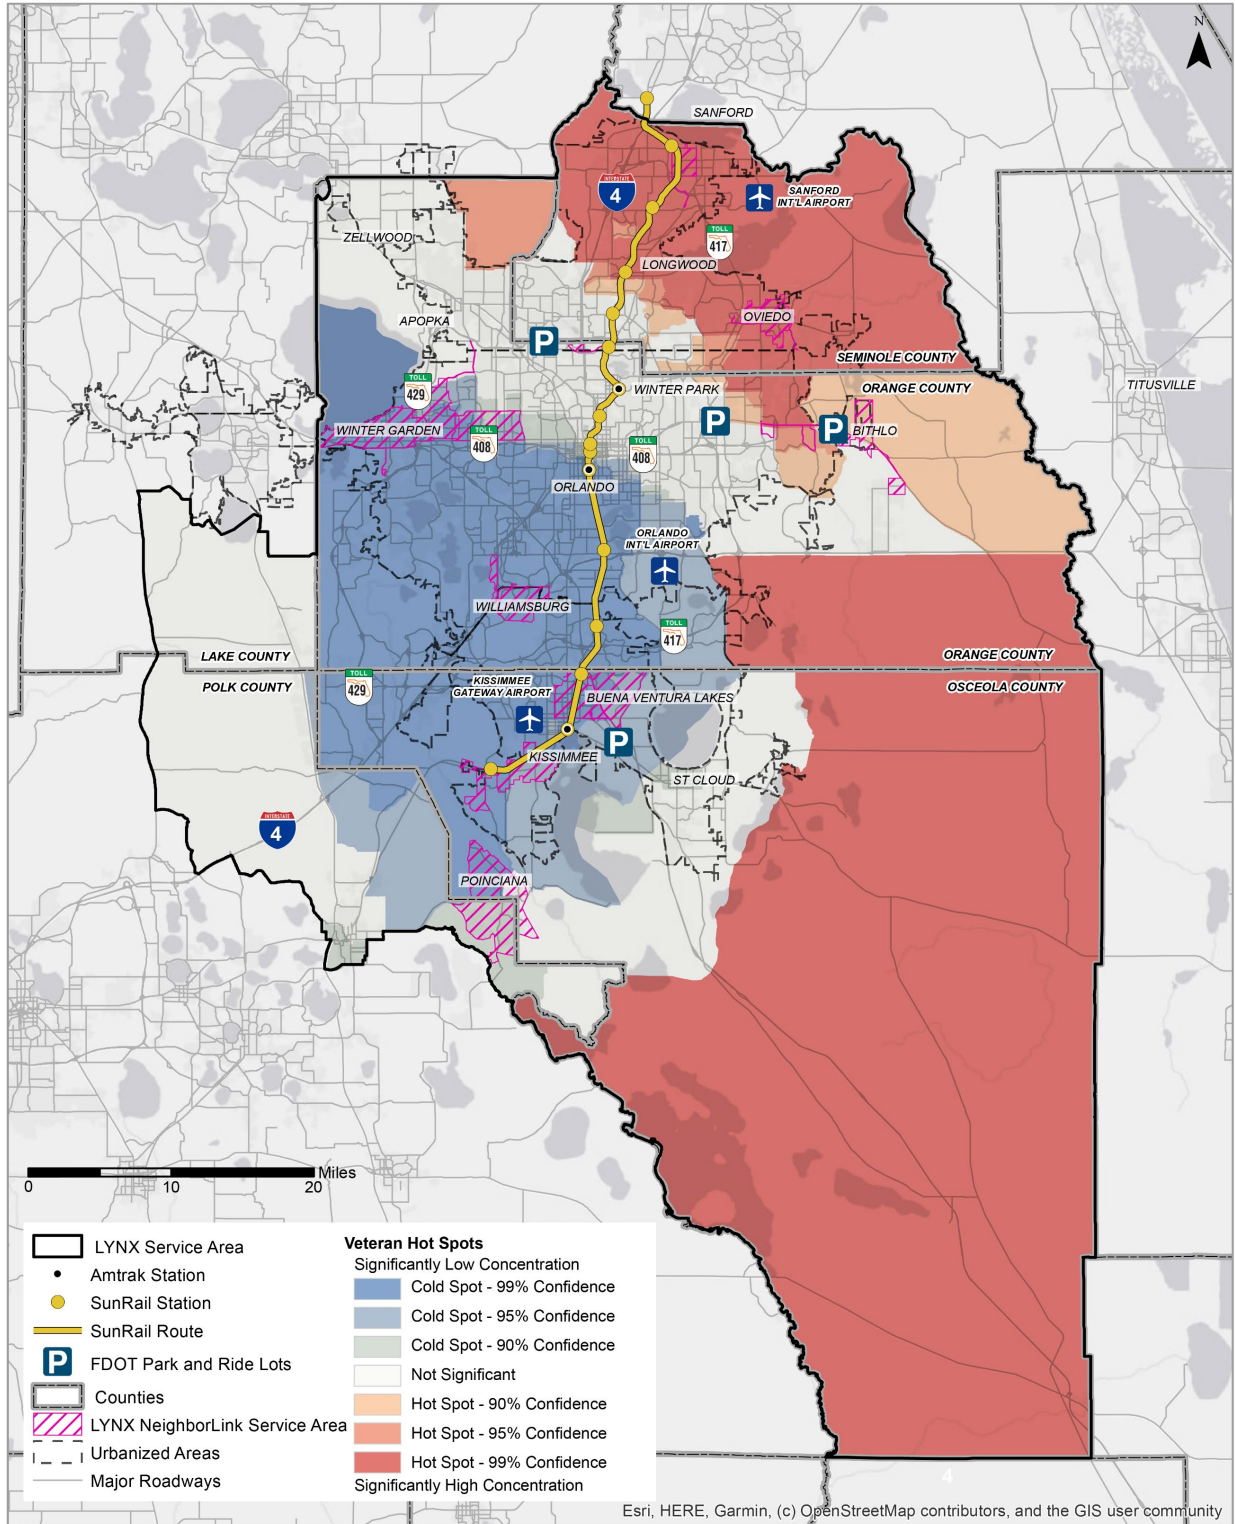 N
SANFORD
INTERSTATE
4
SANFORD
INT'L AIRPORT
TOLL
417
ZELLWOOD
LONGWOOD
APOPKA
OVIEDO
P
SEMINOLE COUNTY
ORANGE COUNTY
TITUSVILLE
TOLL
429
WINTER PARK
P
P
BITHLO
WINTER GARDEN
TOLL
408
TOLL
408
ORLANDO
ORLANDO
INT'L AIRPORT
WILLIAMSBURG
TOLL
417
LAKE COUNTY
ORANGE COUNTY
POLK COUNTY
OSCEOLA COUNTY
TOLL
429
KISSIMMEE
GATEWAY AIRPORT
BUENA VENTURA LAKES
P
KISSIMMEE
ST CLOUD
INTERSTATE
4
POINCIANA
Miles
0 10 20
LYNX Service Area
Amtrak Station
SunRail Station
SunRail Route
P FDOT Park and Ride Lots
Counties
LYNX NeighborLink Service Area
Urbanized Areas
Major Roadways
Veteran Hot Spots
Significantly Low Concentration
Cold Spot - 99% Confidence
Cold Spot - 95% Confidence
Cold Spot - 90% Confidence
Not Significant
Hot Spot - 90% Confidence
Hot Spot - 95% Confidence
Hot Spot - 99% Confidence
Significantly High Concentration
4
Esri, HERE, Garmin, (c) OpenStreetMap contributors, and the GIS user community